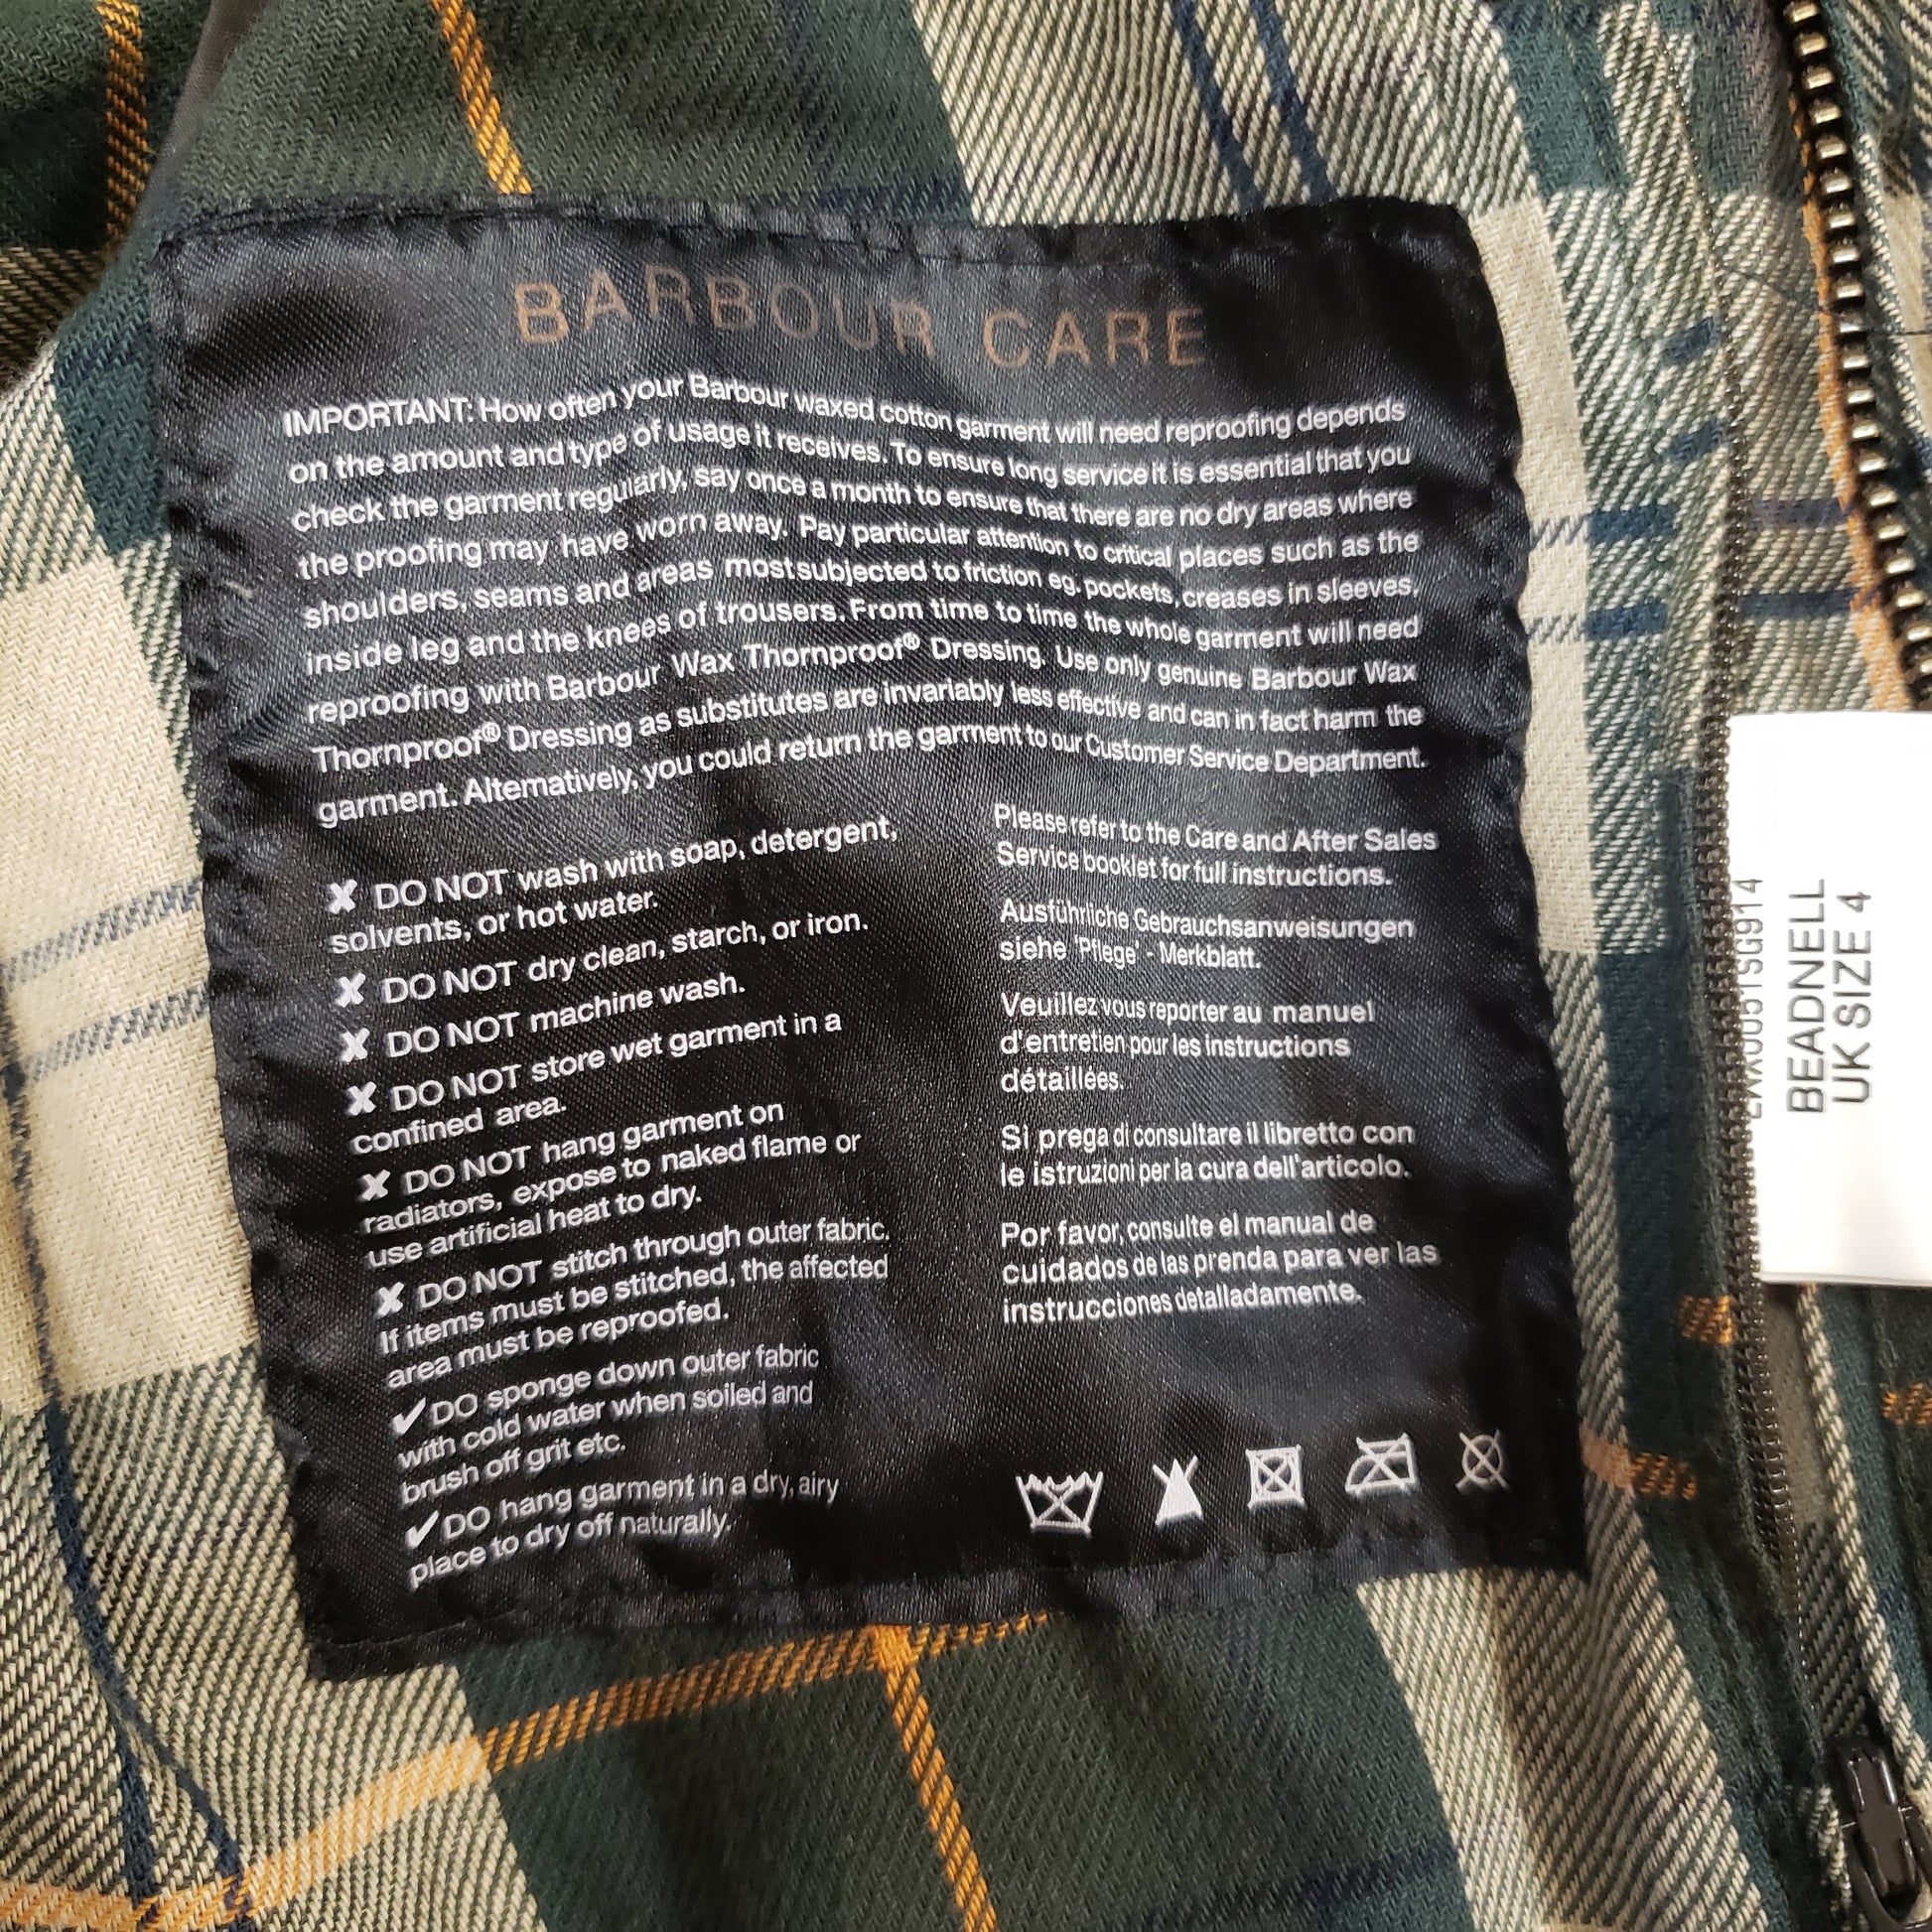 BARBOUR CARE
IMPORTANT: How often your Barbour waxed cotton garment will need reproofing depends
on the amount and type of usage it receives. To ensure long service it is essential that you
check the garment regularly, say once a month to ensure that there are no dry areas where
the proofing may have worn away. Pay particular attention to critical places such as the
shoulders, seams and areas most subjected to friction eg. pockets, creases in sleeves,
inside leg and the knees of trousers. From time to time the whole garment will need
reproofing with Barbour Wax Thornproof® Dressing. Use only genuine Barbour Wax
Thornproof® Dressing as substitutes are invariably less effective and can in fact harm the
garment. Alternatively, you could return the garment to our Customer Service Department.
✘ DO NOT wash with soap, detergent,
solvents, or hot water.
✘ DO NOT dry clean, starch, or iron.
✘ DO NOT machine wash.
✘ DO NOT store wet garment in a
confined area.
✘ DO NOT hang garment on
radiators, expose to naked flame or
use artificial heat to dry.
✘ DO NOT stitch through outer fabric.
If items must be stitched, the affected
area must be reproofed.
✔ DO sponge down outer fabric
with cold water when soiled and
brush off grit etc.
✔ DO hang garment in a dry, airy
place to dry off naturally.
Please refer to the Care and After Sales
Service booklet for full instructions.
Ausführliche Gebrauchsanweisungen
siehe 'Pflege' - Merkblatt.
Veuillez vous reporter au manuel
d'entretien pour les instructions
détaillées.
Si prega di consultare il libretto con
le istruzioni per la cura dell'articolo.
Por favor, consulte el manual de
cuidados de las prenda para ver las
instrucciones detalladamente.
BEADNELL
UK SIZE 4